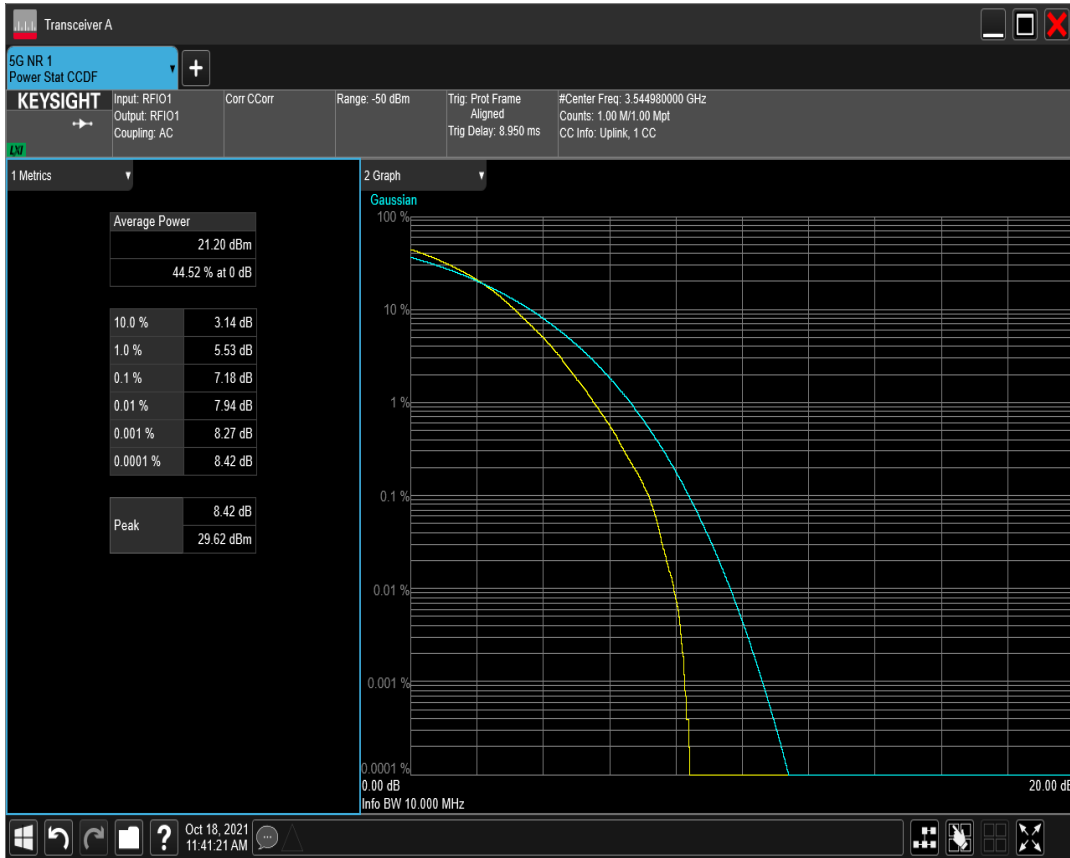 Transceiver A
5G NR 1
Power Stat CCDF
KEYSIGHT
LXI
Input: RFIO1
Output: RFIO1
Coupling: AC
Corr CCorr
Range: -50 dBm
Trig: Prot Frame
Aligned
Trig Delay: 8.950 ms
#Center Freq: 3.544980000 GHz
Counts: 1.00 M/1.00 Mpt
CC Info: Uplink, 1 CC
1 Metrics
Average Power
21.20 dBm
44.52 % at 0 dB
10.0 % 3.14 dB
1.0 % 5.53 dB
0.1 % 7.18 dB
0.01 % 7.94 dB
0.001 % 8.27 dB
0.0001 % 8.42 dB
Peak
8.42 dB
29.62 dBm
2 Graph
Gaussian
100 %
10 %
1 %
0.1 %
0.01 %
0.001 %
0.0001 %
0.00 dB 20.00 dB
Info BW 10.000 MHz
Oct 18, 2021
11:41:21 AM